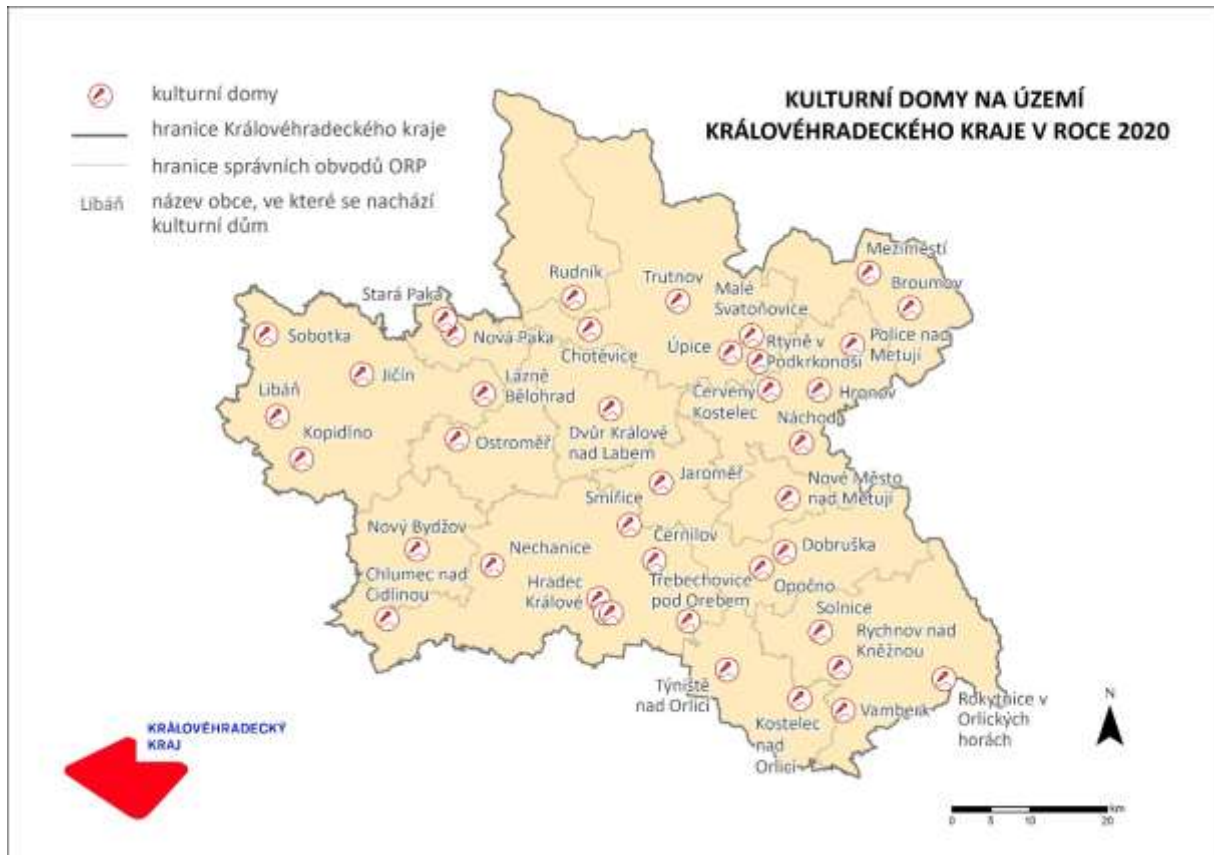 kulturní domy
hranice Královéhradeckého kraje
hranice správních obvodů ORP
Libáň
název obce, ve které se nachází
kulturní dům
KULTURNÍ DOMY NA ÚZEMÍ
KRÁLOVÉHRADECKÉHO KRAJE V ROCE 2020
Meziměstí
Broumov
Rudník
Trutnov
Malé
Svatoňovice
Stará Paka
Sobotka
Nová Paka
Chotěvice
Úpice
Rtyně v
Podkrkonoší
Police nad
Metují
Jičín
Lázně
Bělohrad
Červený
Kostelec
Hronov
Libáň
Kopidlno
Ostroměř
Dvůr Králové
nad Labem
Náchod
Jaroměř
Nové Město
nad Metují
Smiřice
Nový Bydžov
Nechanice
Černilov
Dobruška
Chlumec nad
Cidlinou
Hradec
Králové
Třebechovice
pod Orebem
Opočno
Solnice
Rychnov nad
Kněžnou
Týniště
nad Orlicí
Kostelec
nad
Orlicí
Vamberk
Rokytnice v
Orlických
horách
N
KRÁLOVÉHRADECKÝ
KRAJ
km
0 5 10 20